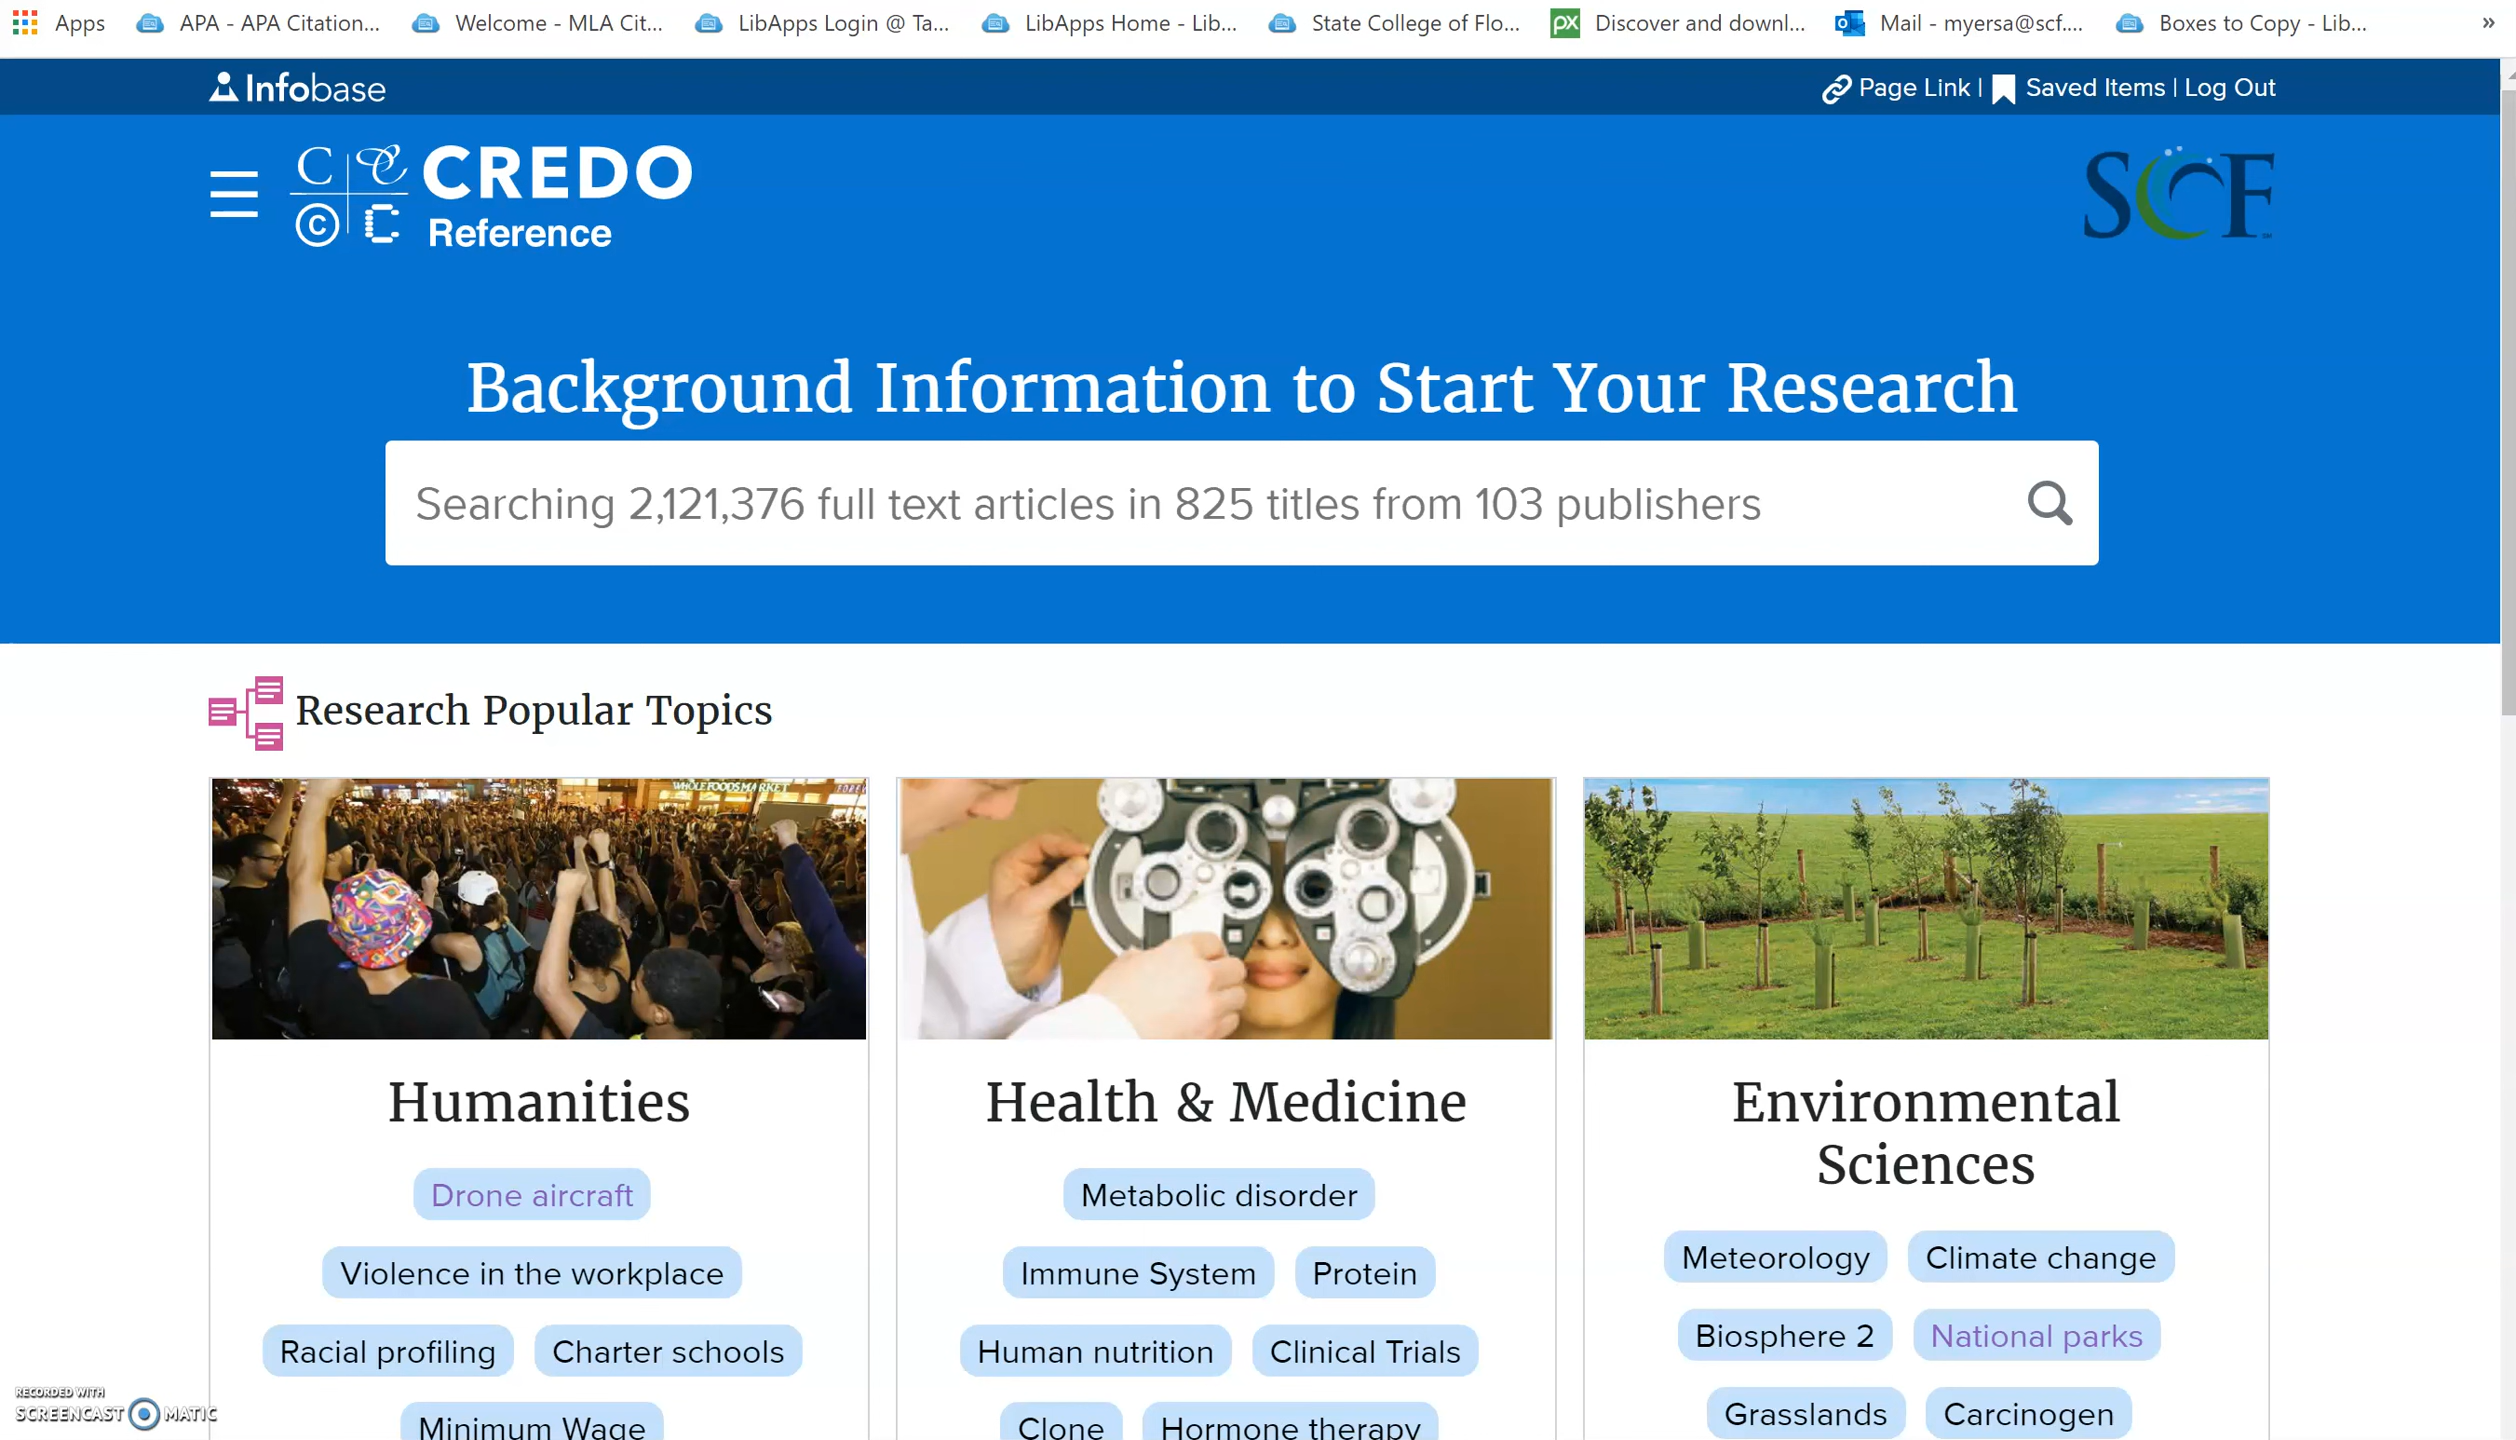 Apps
APA - APA Citation...
Welcome - MLA Cit...
LibApps Login @ Ta...
LibApps Home - Lib...
State College of Flo...
px
Discover and downl...
Mail - myersa@scf....
Boxes to Copy - Lib...
»
Infobase
Page Link | Saved Items | Log Out
CREDO
Reference
SCF
Background Information to Start Your Research
Searching 2,121,376 full text articles in 825 titles from 103 publishers
Research Popular Topics
WHOLE FOODS MARKET
Humanities
Drone aircraft
Violence in the workplace
Racial profiling
Charter schools
Minimum Wage
Health & Medicine
Metabolic disorder
Immune System
Protein
Human nutrition
Clinical Trials
Clone
Hormone therapy
Environmental
Sciences
Meteorology
Climate change
Biosphere 2
National parks
Grasslands
Carcinogen
RECORDED WITH
SCREENCAST MATIC